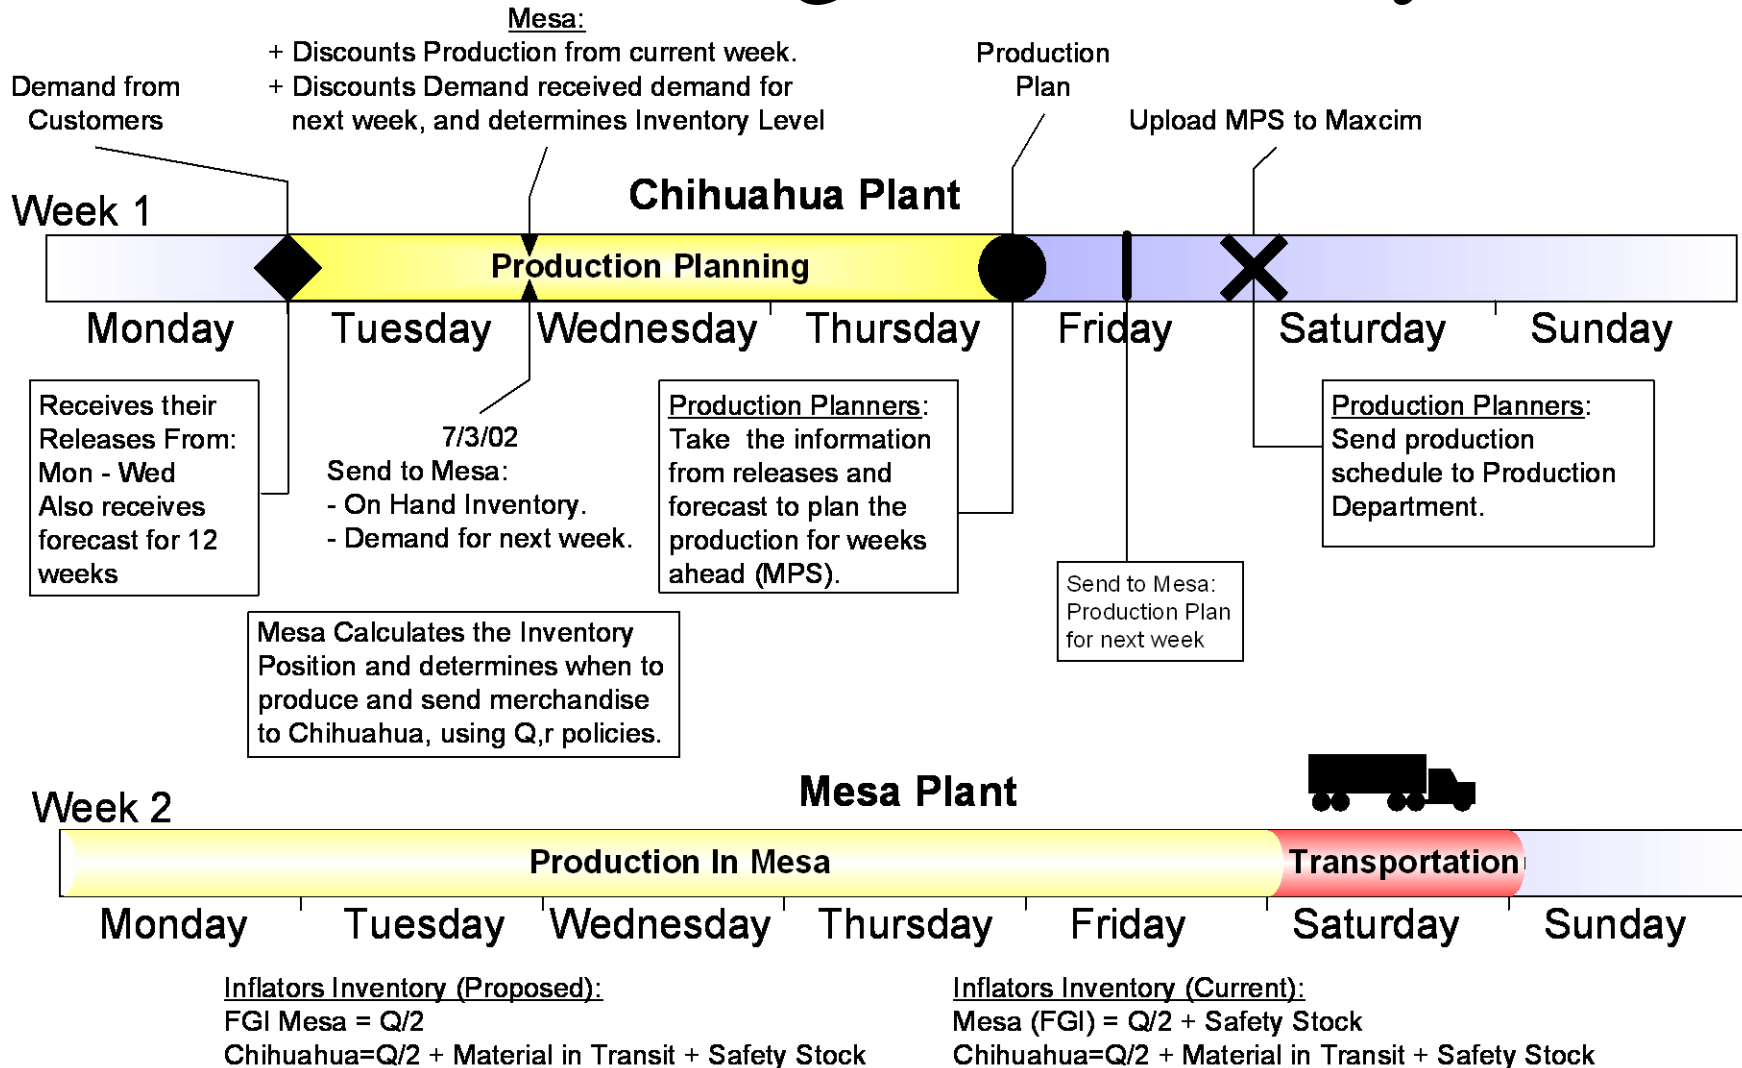 Mesa:
+ Discounts Production from current week.
+ Discounts Demand received demand for
next week, and determines Inventory Level
Demand from
Customers
Production
Plan
Upload MPS to Maxcim
Chihuahua Plant
Week 1
Production Planning
Monday Tuesday Wednesday Thursday Friday Saturday Sunday
Receives their
Releases From:
Mon - Wed
Also receives
forecast for 12
weeks
7/3/02
Send to Mesa:
- On Hand Inventory.
- Demand for next week.
Production Planners:
Take the information
from releases and
forecast to plan the
production for weeks
ahead (MPS).
Send to Mesa:
Production Plan
for next week
Production Planners:
Send production
schedule to Production
Department.
Mesa Calculates the Inventory
Position and determines when to
produce and send merchandise
to Chihuahua, using Q,r policies.
Mesa Plant
Week 2
Production In Mesa
Transportation
Monday Tuesday Wednesday Thursday Friday Saturday Sunday
Inflators Inventory (Proposed):
FGI Mesa = Q/2
Chihuahua=Q/2 + Material in Transit + Safety Stock
Inflators Inventory (Current):
Mesa (FGI) = Q/2 + Safety Stock
Chihuahua=Q/2 + Material in Transit + Safety Stock